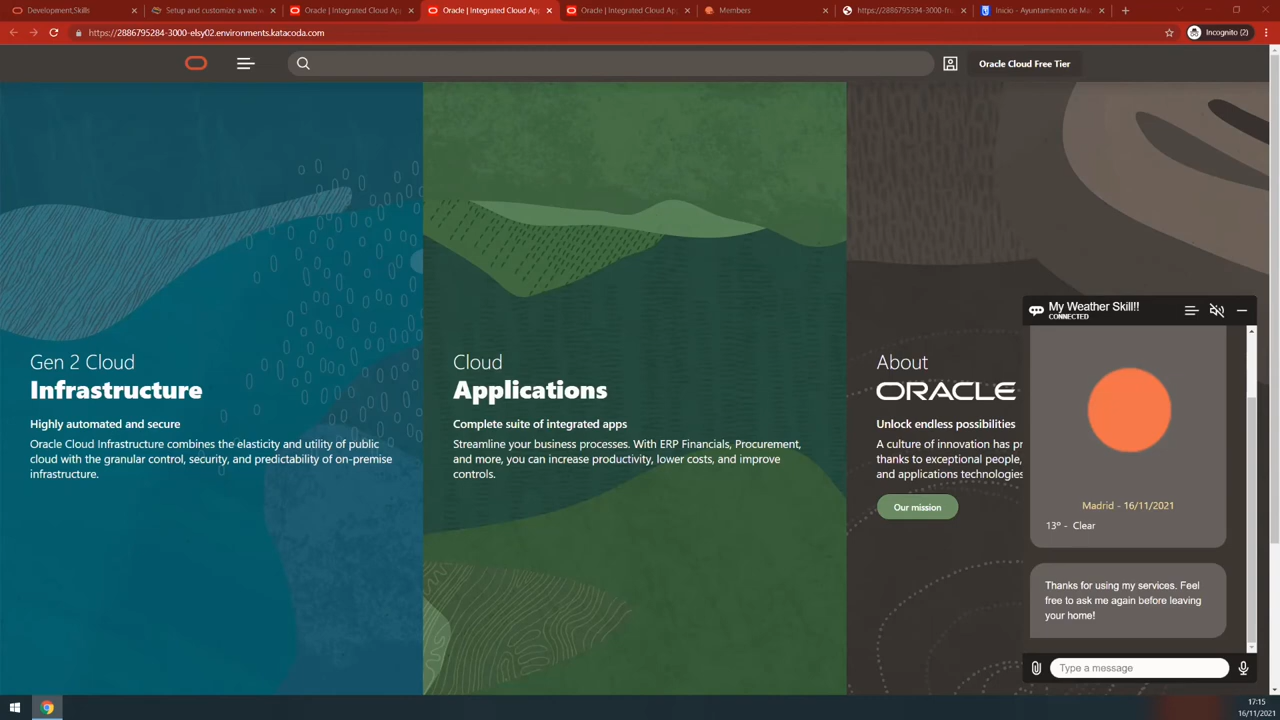 Development,Skills
Setup and customize a web w
Oracle | Integrated Cloud Ap
Oracle | Integrated Cloud Ap
Oracle | Integrated Cloud Ap
Members
https://2886795394-3000-fr
Inicio - Ayuntamiento de Ma
https://2886795284-3000-elsy02.environments.katacoda.com
Incognito (2)
Oracle Cloud Free Tier
Gen 2 Cloud
Infrastructure
Highly automated and secure
Oracle Cloud Infrastructure combines the elasticity and utility of public
cloud with the granular control, security, and predictability of on-premise
infrastructure.
Cloud
Applications
Complete suite of integrated apps
Streamline your business processes. With ERP Financials, Procurement,
and more, you can increase productivity, lower costs, and improve
controls.
About
ORACLE
Unlock endless possibilities
A culture of innovation has pr
thanks to exceptional people,
and applications technologies
Our mission
My Weather Skill!!
CONNECTED
Madrid - 16/11/2021
13º - Clear
Thanks for using my services. Feel
free to ask me again before leaving
your home!
Type a message
17:15
16/11/2021